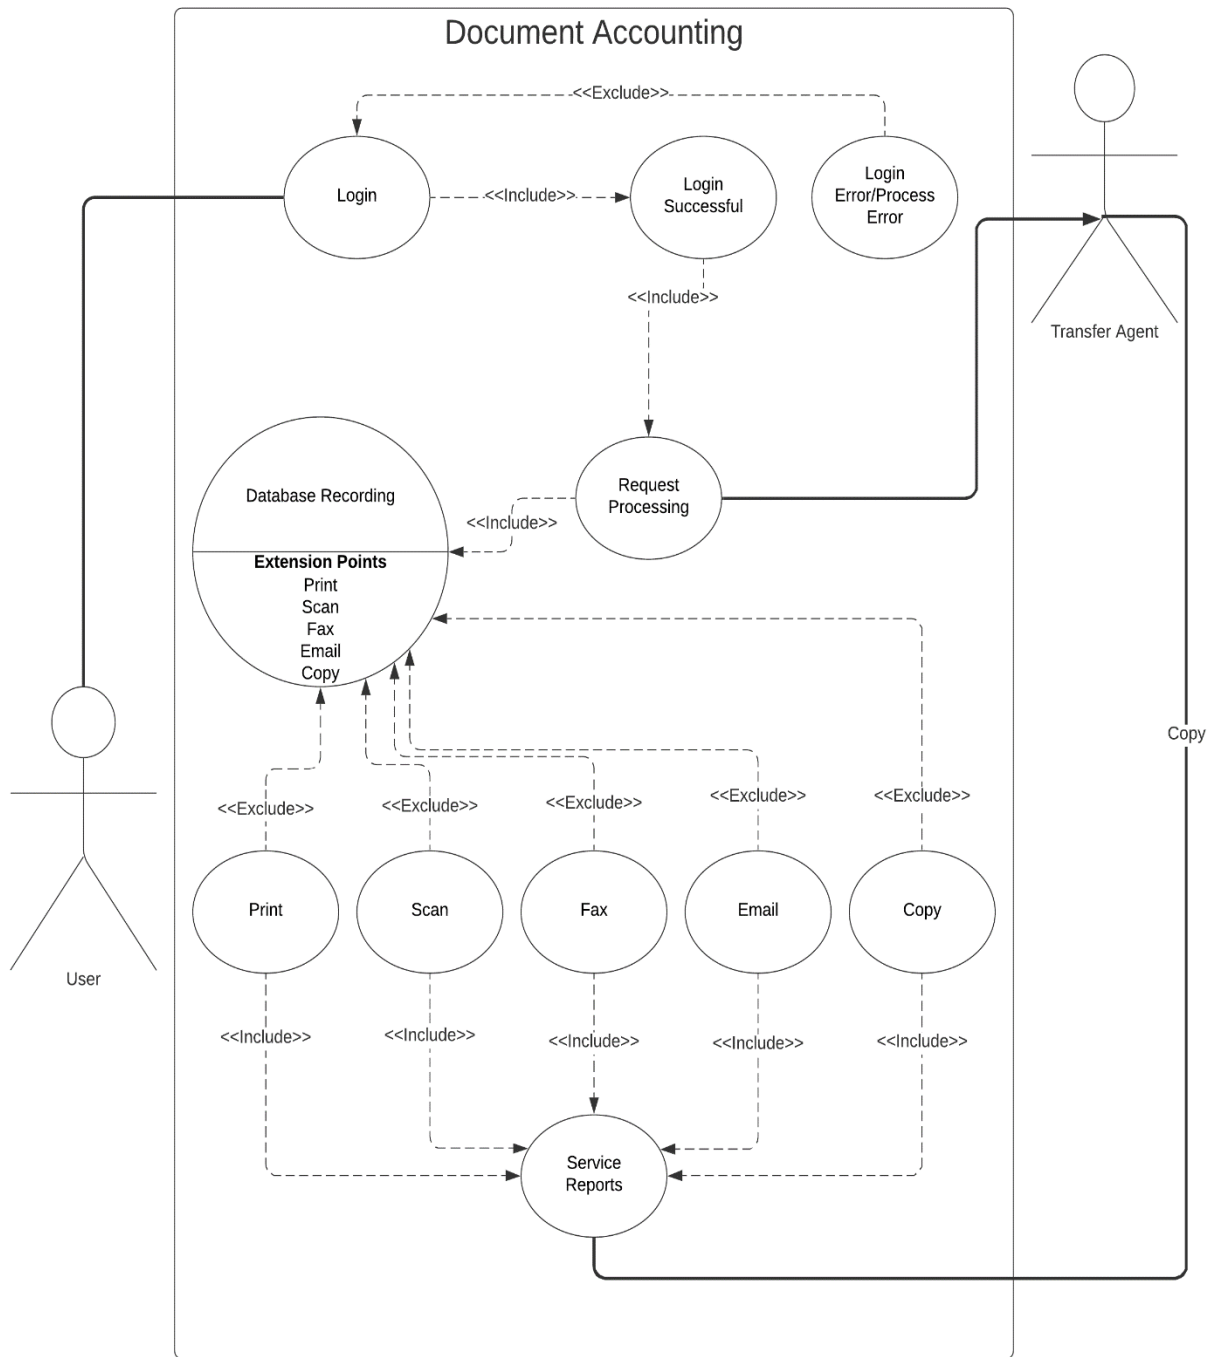 Document Accounting
<<Exclude>>
Login
<<Include>>
Login
Successful
Login
Error/Process
Error
<<Include>>
Transfer Agent
Database Recording
Request
Processing
<<Include>>
Extension Points
Print
Scan
Fax
Email
Copy
Copy
<<Exclude>>
<<Exclude>>
<<Exclude>>
<<Exclude>>
<<Exclude>>
Print
Scan
Fax
Email
Copy
User
<<Include>>
<<Include>>
<<Include>>
<<Include>>
<<Include>>
Service
Reports